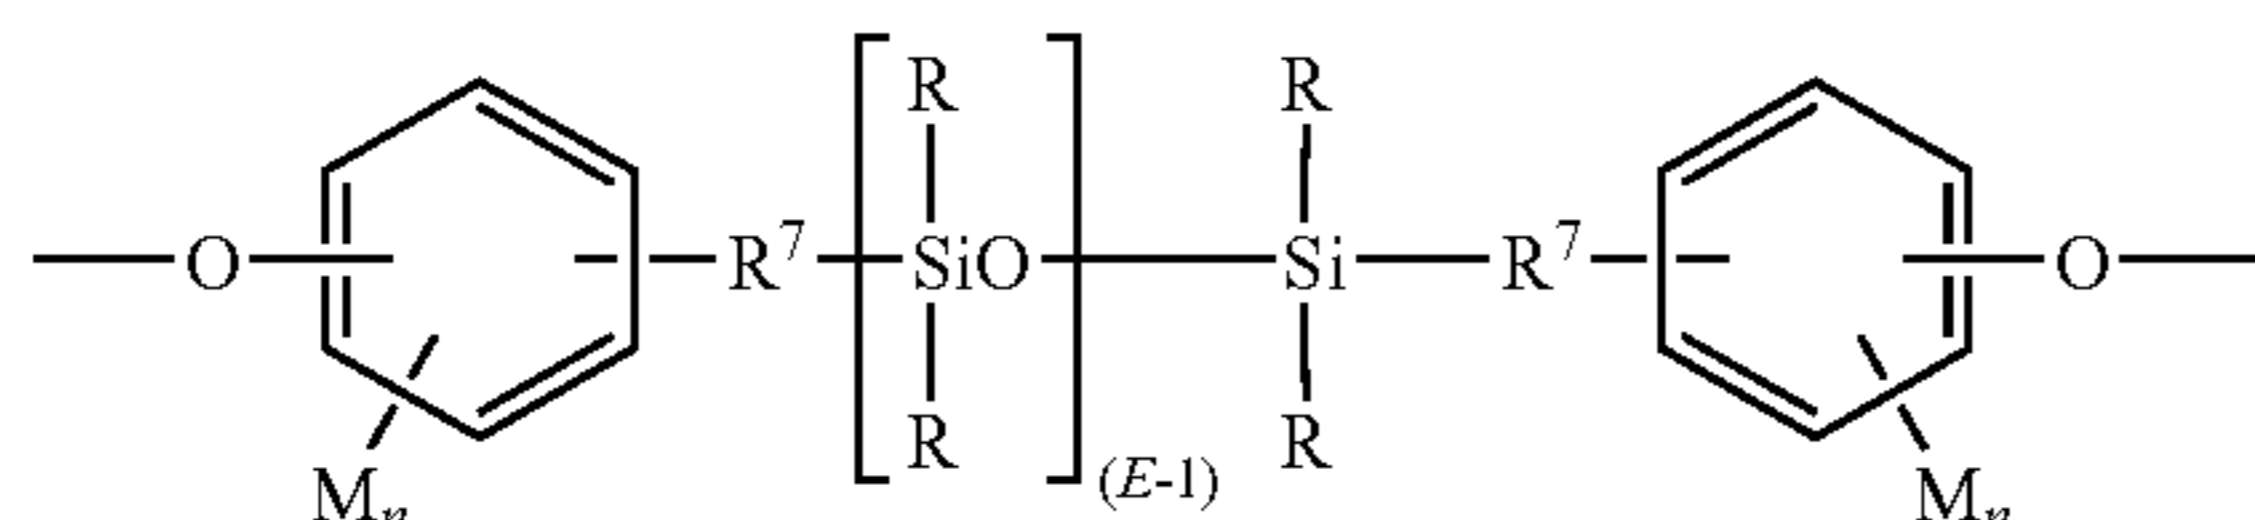 R R
O R⁷ SiO Si R⁷ O
R R
(E-1)
Mₙ Mₙ